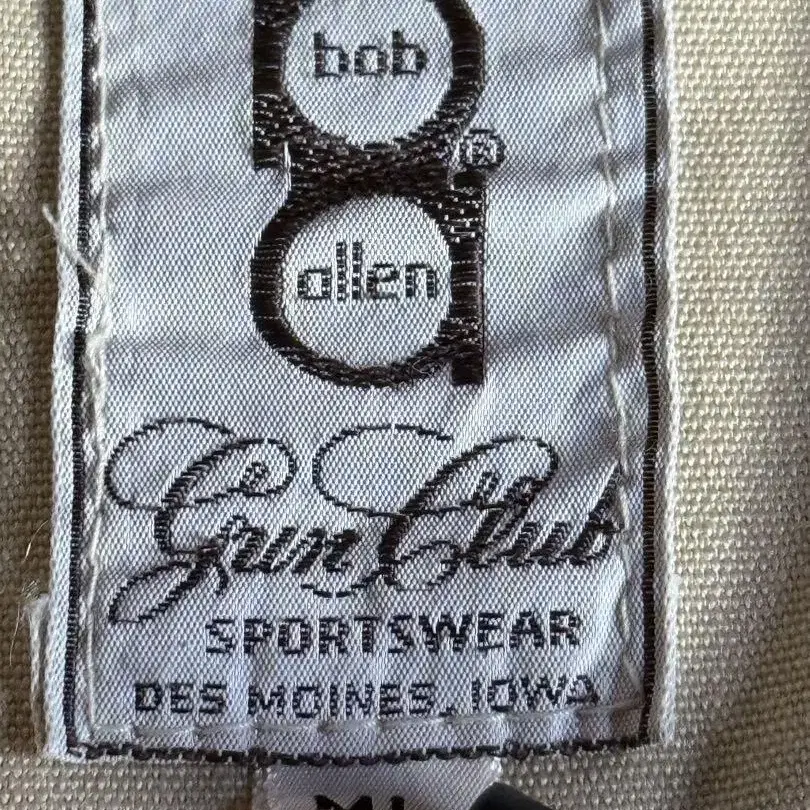 bob
®
allen
Gun Club
SPORTSWEAR
DES MOINES, IOWA